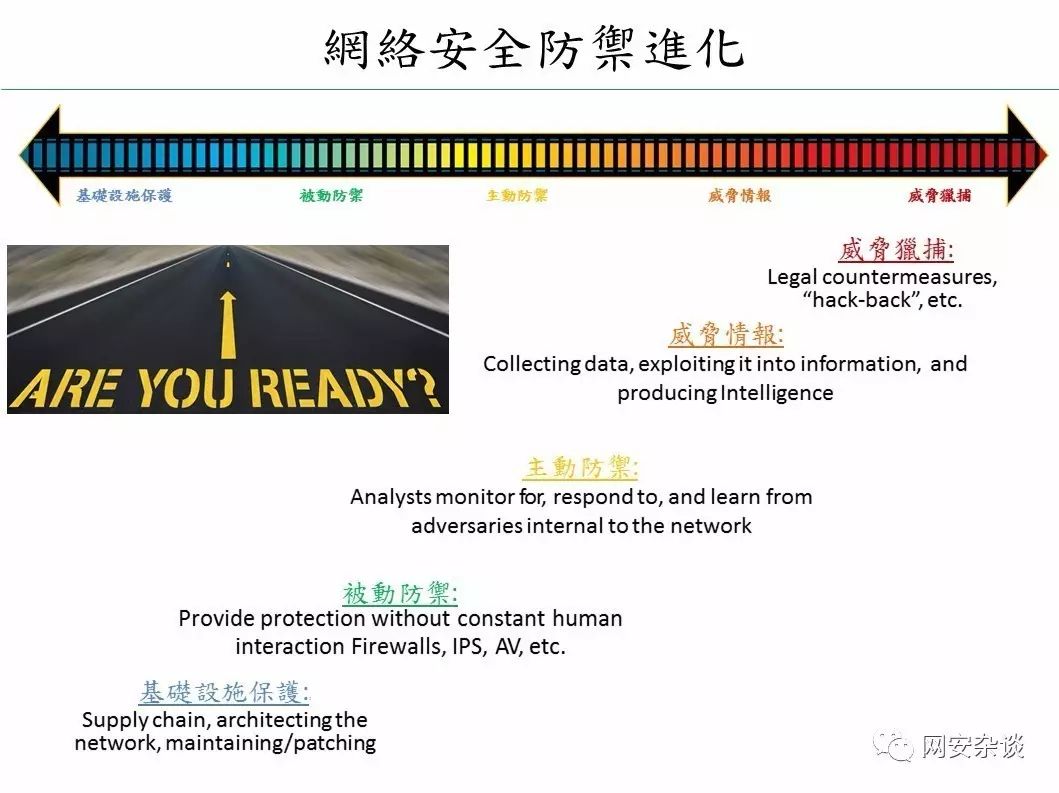 網絡安全防禦進化
基礎設施保護 被動防禦 主動防禦 威脅情報 威脅獵捕
威脅獵捕:
Legal countermeasures,
“hack-back”, etc.
威脅情報:
Collecting data, exploiting it into information, and
producing Intelligence
ARE YOU READY?
主動防禦:
Analysts monitor for, respond to, and learn from
adversaries internal to the network
被動防禦:
Provide protection without constant human
interaction Firewalls, IPS, AV, etc.
基礎設施保護:
Supply chain, architecting the
network, maintaining/patching
网安杂谈